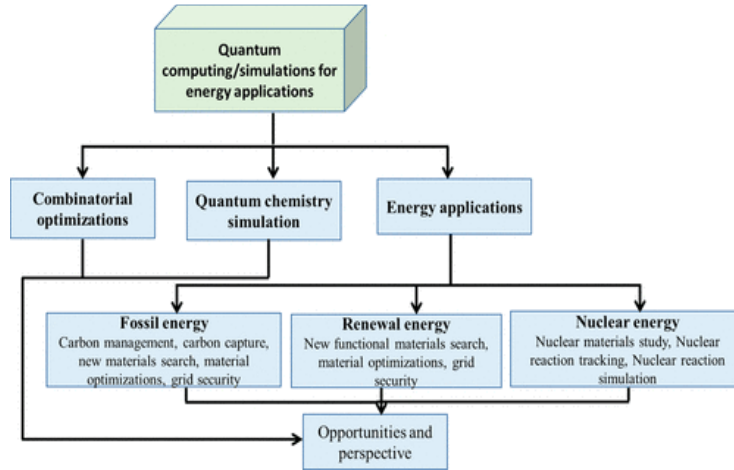 Quantum
computing/simulations for
energy applications
Combinatorial
optimizations
Quantum chemistry
simulation
Energy applications
Fossil energy
Carbon management, carbon capture,
new materials search, material
optimizations, grid security
Renewal energy
New functional materials search,
material optimizations, grid
security
Nuclear energy
Nuclear materials study, Nuclear
reaction tracking, Nuclear reaction
simulation
Opportunities and
perspective